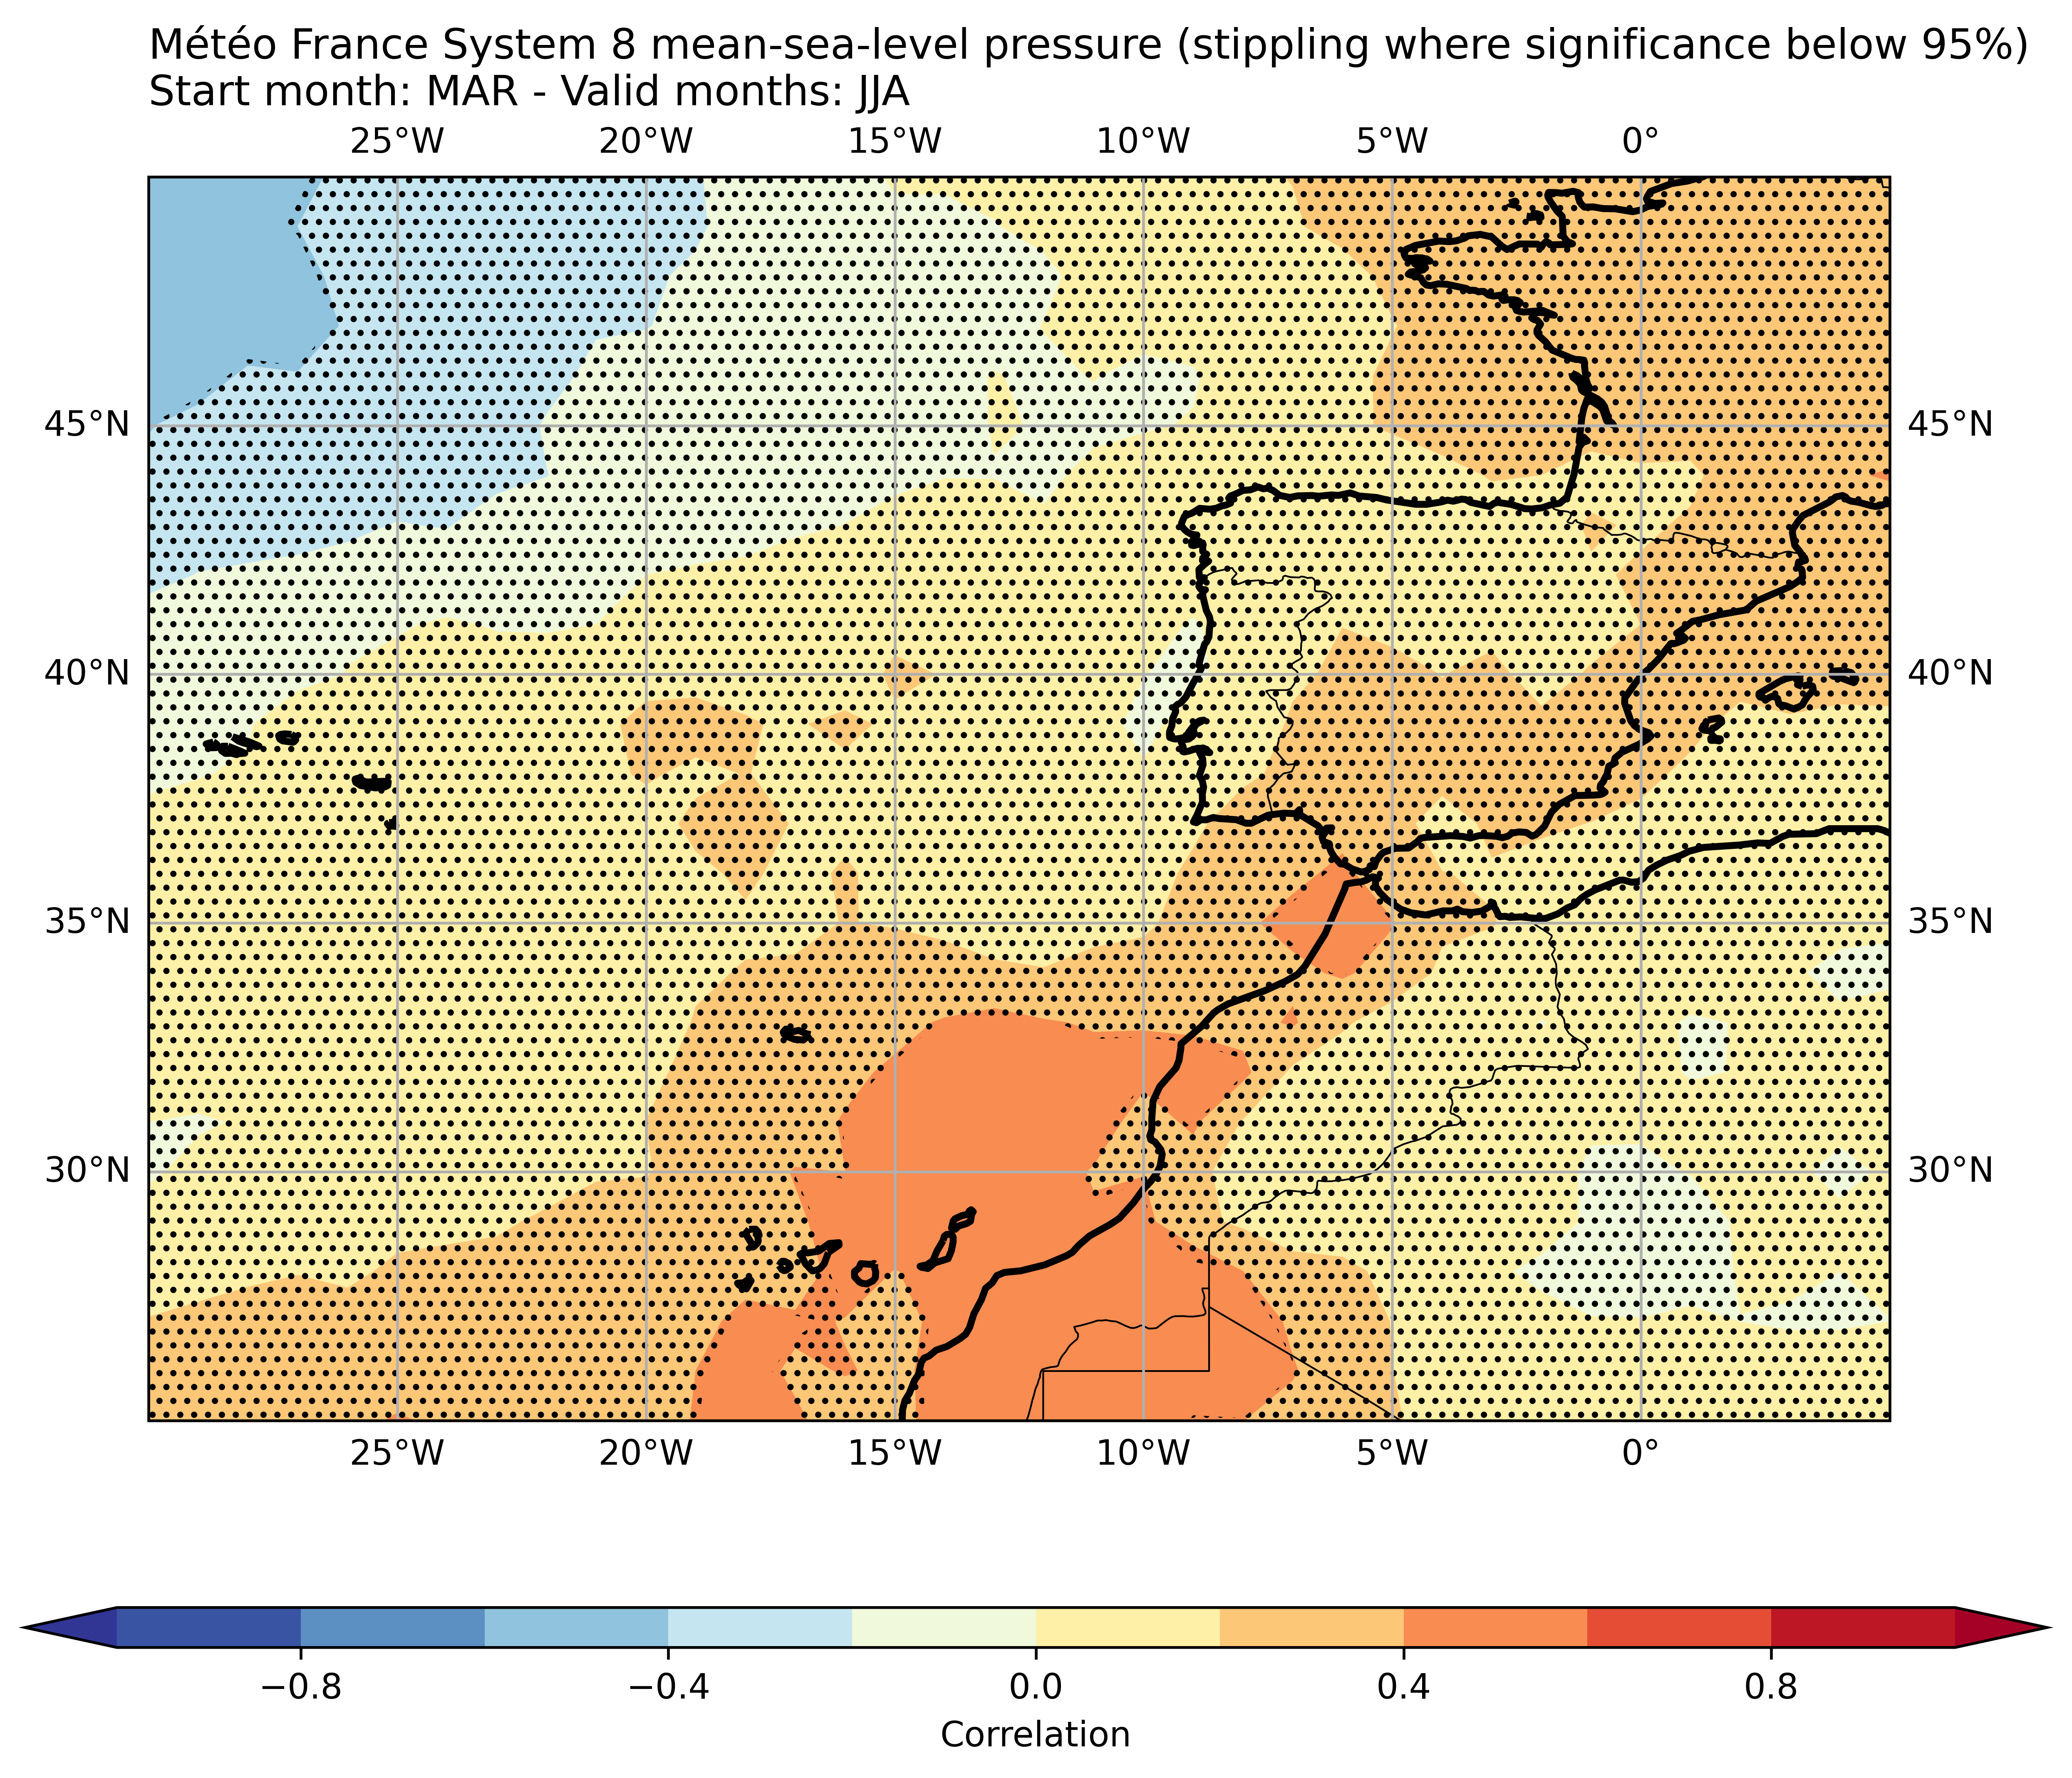 Météo France System 8 mean-sea-level pressure (stippling where significance below 95%)
Start month: MAR - Valid months: JJA
25°W 20°W 15°W 10°W 5°W 0°
45°N 45°N
40°N 40°N
35°N 35°N
30°N 30°N
25°W 20°W 15°W 10°W 5°W 0°
−0.8 −0.4 0.0 0.4 0.8
Correlation